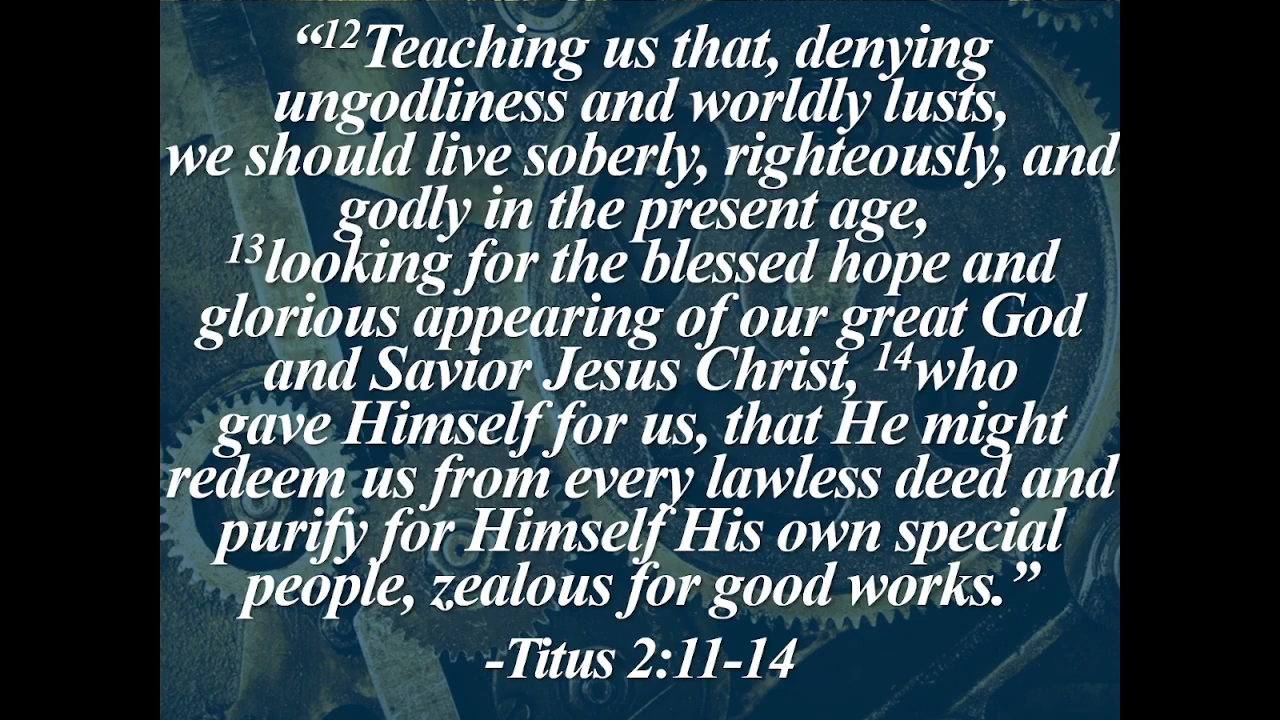 “¹²Teaching us that, denying
ungodliness and worldly lusts,
we should live soberly, righteously, and
godly in the present age,
¹³looking for the blessed hope and
glorious appearing of our great God
and Savior Jesus Christ, ¹⁴who
gave Himself for us, that He might
redeem us from every lawless deed and
purify for Himself His own special
people, zealous for good works.”
-Titus 2:11-14